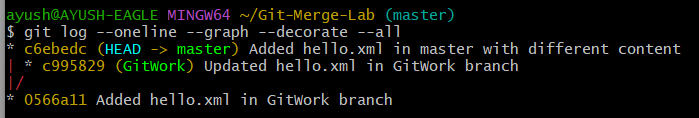 ayush@AYUSH-EAGLE MINGW64 ~/Git-Merge-Lab (master)
$ git log --oneline --graph --decorate --all
* c6ebedc (HEAD -> master) Added hello.xml in master with different content
| * c995829 (GitWork) Updated hello.xml in GitWork branch
|/
* 0566a11 Added hello.xml in GitWork branch